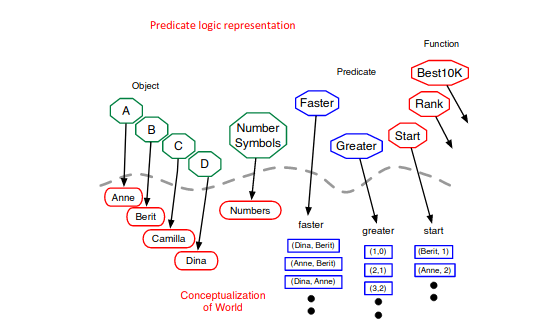 Predicate logic representation
Function
Object
Predicate
Best10K
A
Faster
Rank
B
Number
Symbols
Start
C
Greater
D
Anne
Berit
Numbers
Camilla
Dina
faster
greater
start
(Dina, Berit)
(1,0)
(Berit, 1)
(Anne, Berit)
(2,1)
(Anne, 2)
(Dina, Anne)
(3,2)
Conceptualization
of World